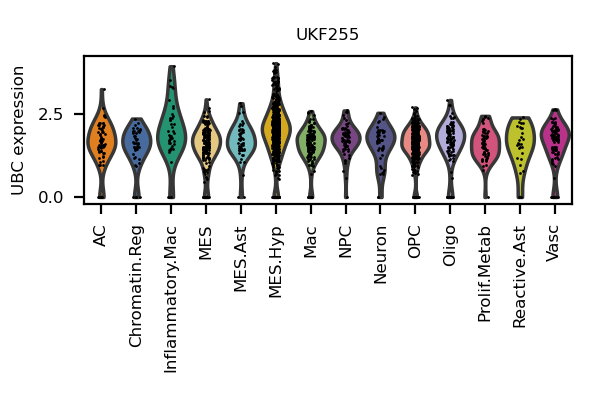 UKF255
UBC expression
2.5
0.0
AC
Chromatin.Reg
Inflammatory.Mac
MES
MES.Ast
MES.Hyp
Mac
NPC
Neuron
OPC
Oligo
Prolif.Metab
Reactive.Ast
Vasc